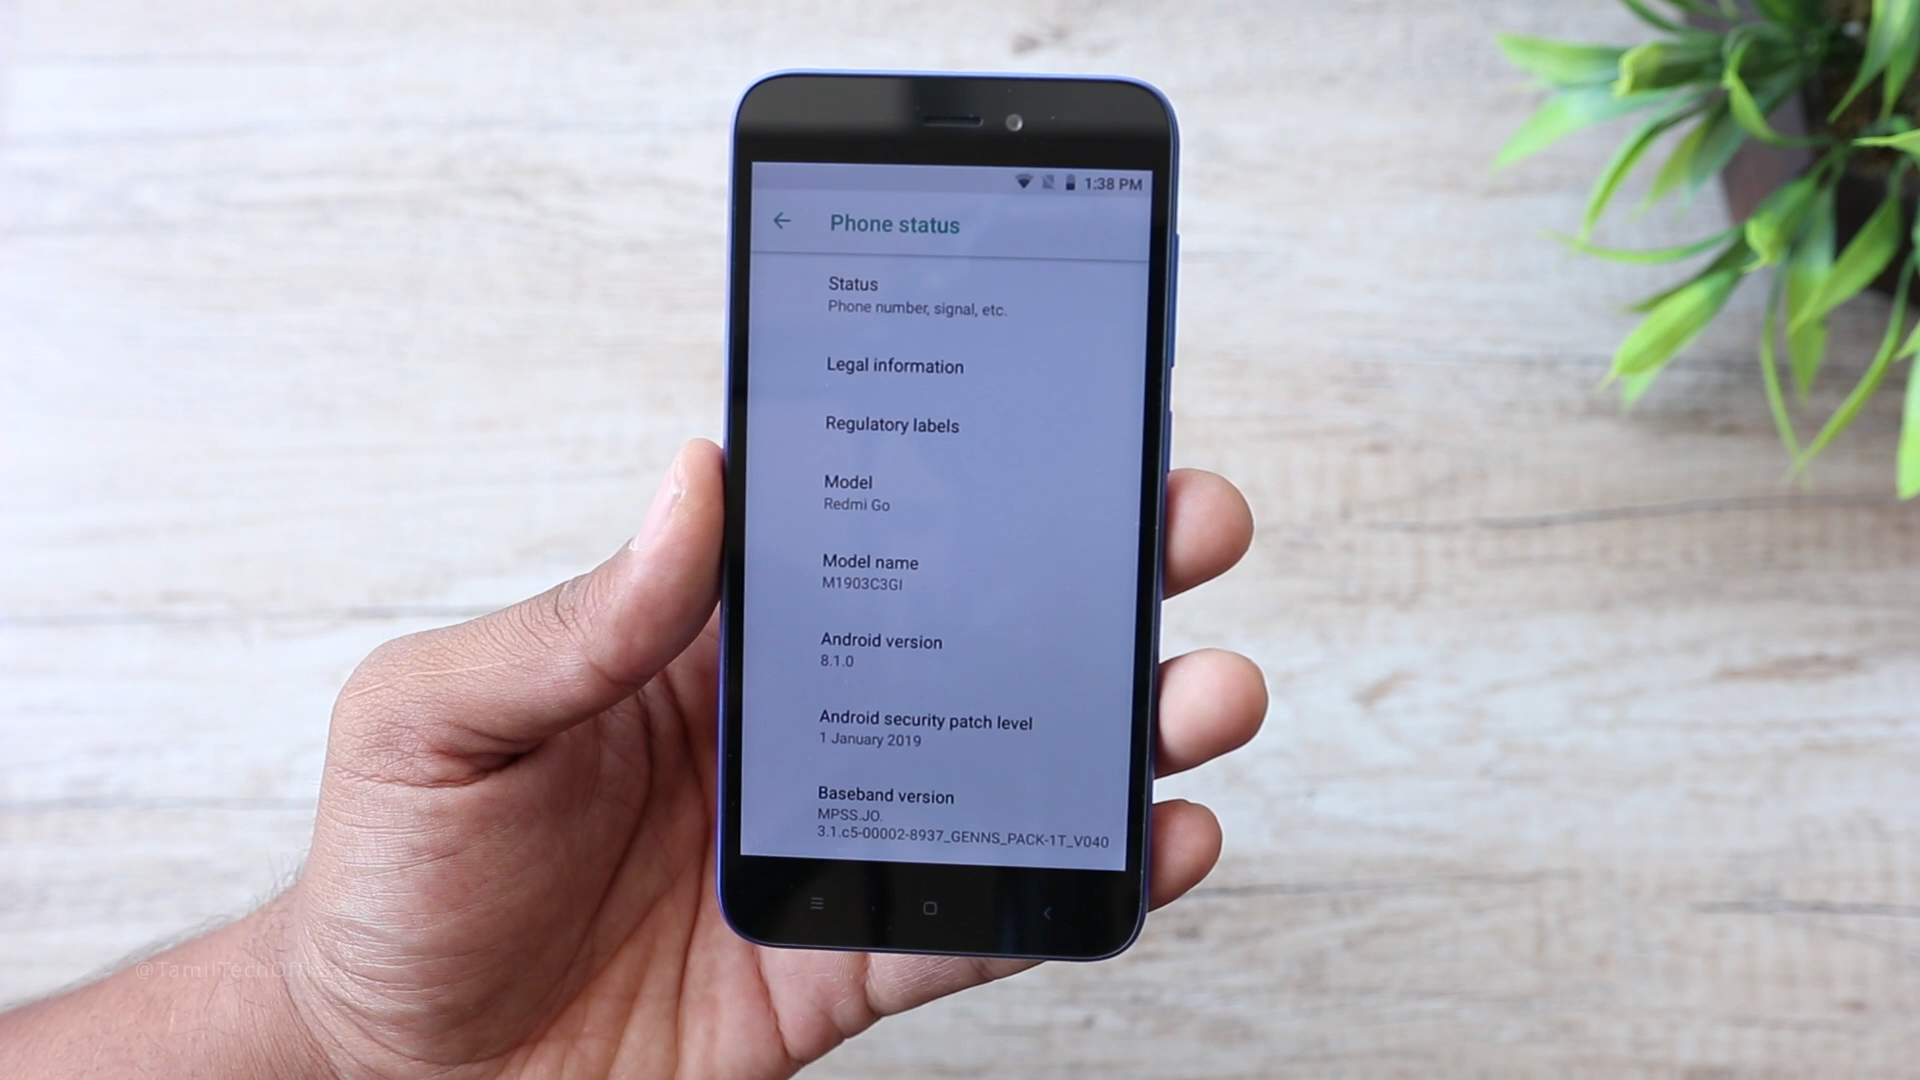 1:38 PM
Phone status
Status
Phone number, signal, etc.
Legal information
Regulatory labels
Model
Redmi Go
Model name
M1903C3GI
Android version
8.1.0
Android security patch level
1 January 2019
Baseband version
MPSS.JO.
3.1.c5-00002-8937_GENNS_PACK-1T_V040